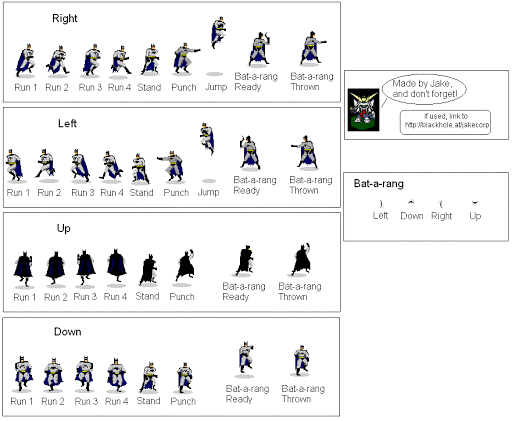 Right
Run 1 Run 2 Run 3 Run 4 Stand Punch Jump Bat-a-rang Ready Bat-a-rang Thrown
Left
Run 1 Run 2 Run 3 Run 4 Stand Punch Jump Bat-a-rang Ready Bat-a-rang Thrown
Up
Run 1 Run 2 Run 3 Run 4 Stand Punch Bat-a-rang Ready Bat-a-rang Thrown
Down
Run 1 Run 2 Run 3 Run 4 Stand Punch Bat-a-rang Ready Bat-a-rang Thrown
Made by Jake,
and don't forget!
If used, link to
http://blackhole.at/jakecorp
Bat-a-rang
Left Down Right Up